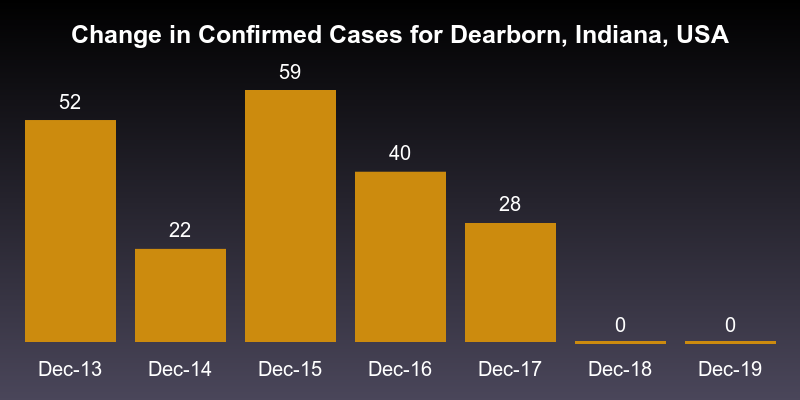 Change in Confirmed Cases for Dearborn, Indiana, USA
52
22
59
40
28
0
0
Dec-13
Dec-14
Dec-15
Dec-16
Dec-17
Dec-18
Dec-19